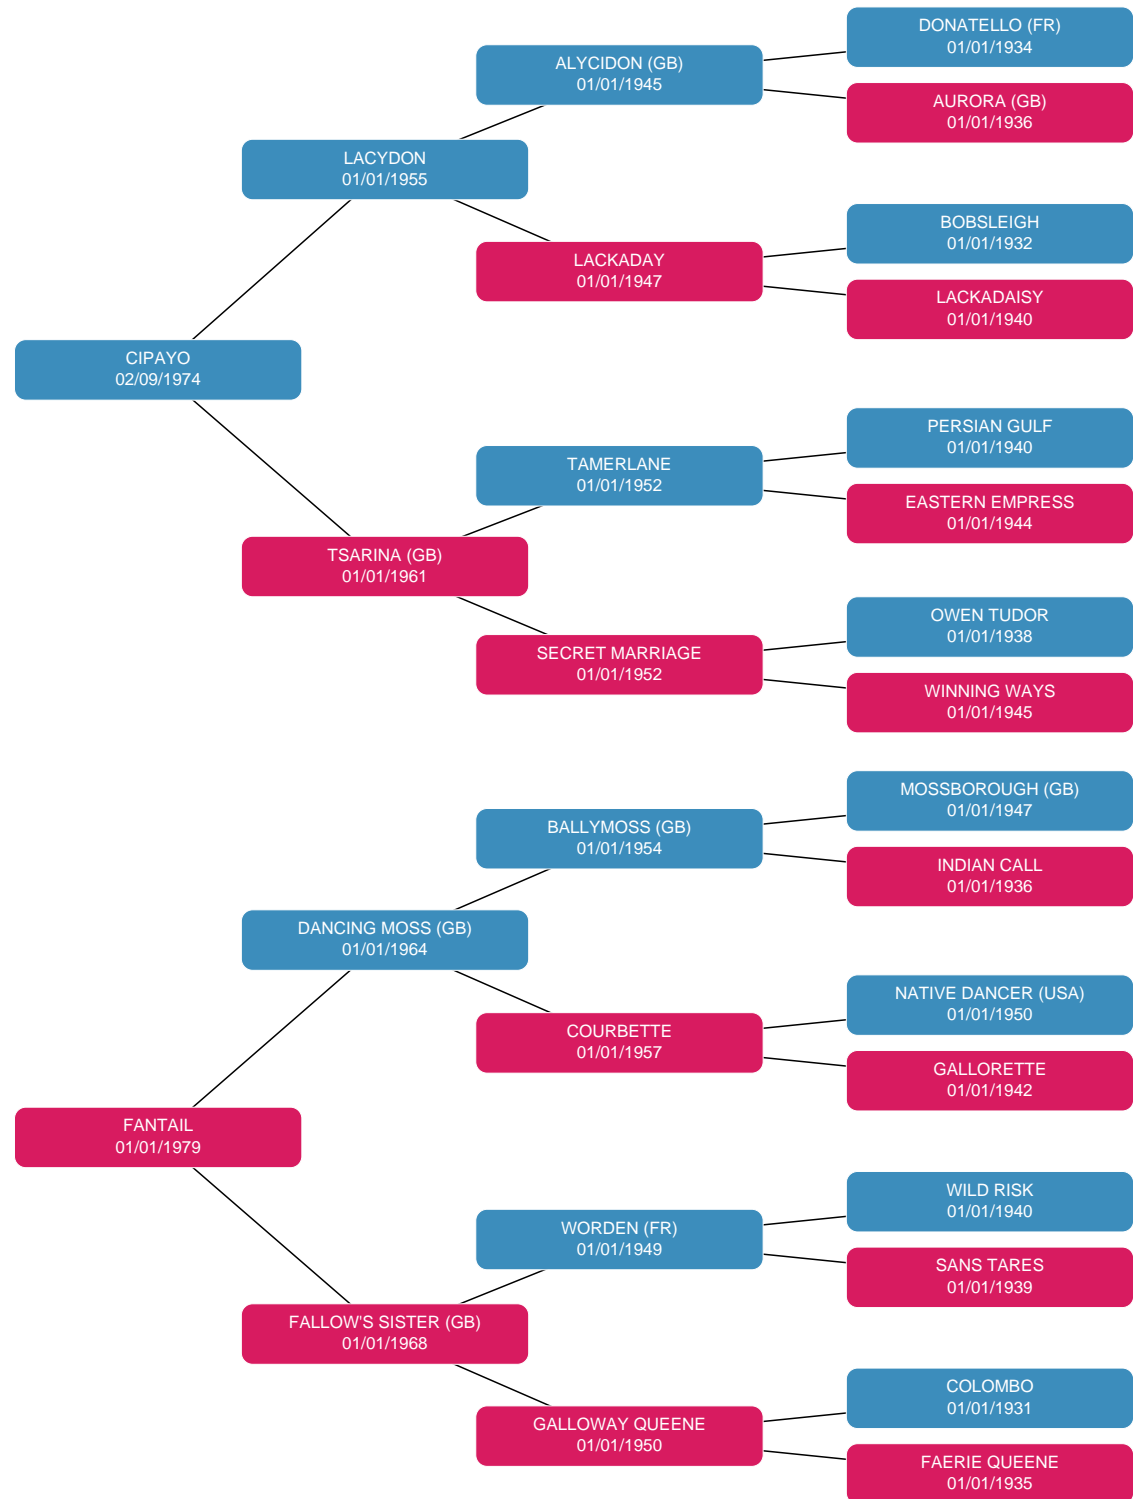 DONATELLO (FR)
01/01/1934
ALYCIDON (GB)
01/01/1945
AURORA (GB)
01/01/1936
LACYDON
01/01/1955
BOBSLEIGH
01/01/1932
LACKADAY
01/01/1947
LACKADAISY
01/01/1940
CIPAYO
02/09/1974
PERSIAN GULF
01/01/1940
TAMERLANE
01/01/1952
EASTERN EMPRESS
01/01/1944
TSARINA (GB)
01/01/1961
OWEN TUDOR
01/01/1938
SECRET MARRIAGE
01/01/1952
WINNING WAYS
01/01/1945
MOSSBOROUGH (GB)
01/01/1947
BALLYMOSS (GB)
01/01/1954
INDIAN CALL
01/01/1936
DANCING MOSS (GB)
01/01/1964
NATIVE DANCER (USA)
01/01/1950
COURBETTE
01/01/1957
GALLORETTE
01/01/1942
FANTAIL
01/01/1979
WILD RISK
01/01/1940
WORDEN (FR)
01/01/1949
SANS TARES
01/01/1939
FALLOW'S SISTER (GB)
01/01/1968
COLOMBO
01/01/1931
GALLOWAY QUEENE
01/01/1950
FAERIE QUEENE
01/01/1935